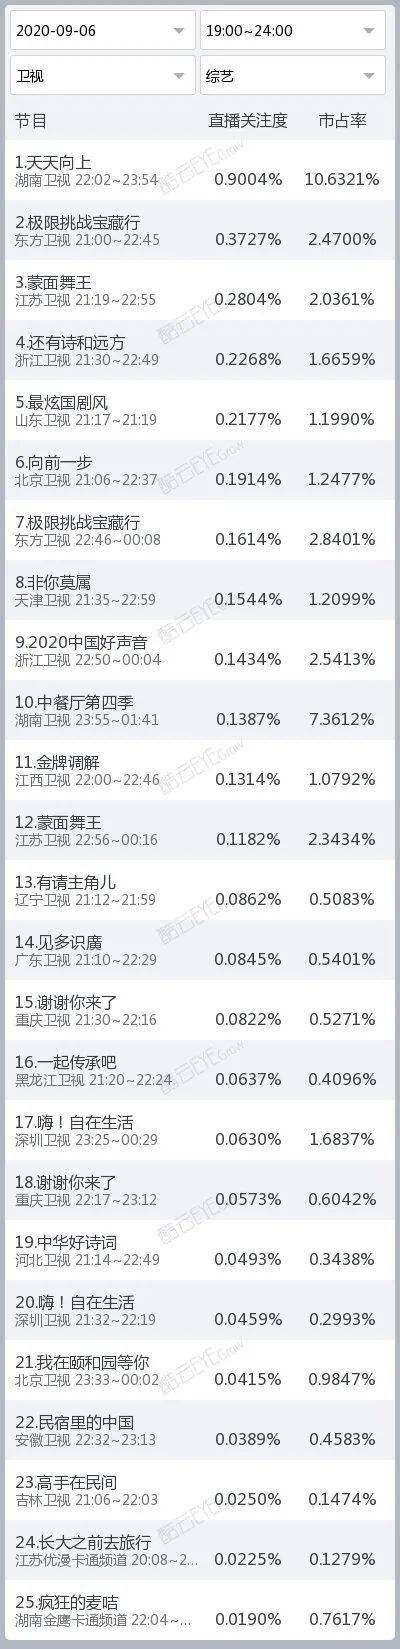 2020-09-06 19:00~24:00
卫视 综艺
节目 直播关注度 市占率
1.天天向上
湖南卫视 22:02~23:54 0.9004% 10.6321%
2.极限挑战宝藏行
东方卫视 21:00~22:45 0.3727% 2.4700%
3.蒙面舞王
江苏卫视 21:19~22:55 0.2804% 2.0361%
4.还有诗和远方
浙江卫视 21:30~22:49 0.2268% 1.6659%
5.最炫国剧风
山东卫视 21:17~21:19 0.2177% 1.1990%
6.向前一步
北京卫视 21:06~22:37 0.1914% 1.2477%
7.极限挑战宝藏行
东方卫视 22:46~00:08 0.1614% 2.8401%
8.非你莫属
天津卫视 21:35~22:59 0.1544% 1.2099%
9.2020中国好声音
浙江卫视 22:50~00:04 0.1434% 2.5413%
10.中餐厅第四季
湖南卫视 23:55~01:41 0.1387% 7.3612%
11.金牌调解
江西卫视 22:00~22:46 0.1314% 1.0792%
12.蒙面舞王
江苏卫视 22:56~00:16 0.1182% 2.3434%
13.有请主角儿
辽宁卫视 21:12~21:59 0.0862% 0.5083%
14.见多识廣
广东卫视 21:10~22:29 0.0845% 0.5401%
15.谢谢你来了
重庆卫视 21:30~22:16 0.0822% 0.5271%
16.一起传承吧
黑龙江卫视 21:20~22:24 0.0637% 0.4096%
17.嗨！自在生活
深圳卫视 23:25~00:29 0.0630% 1.6837%
18.谢谢你来了
重庆卫视 22:17~23:12 0.0573% 0.6042%
19.中华好诗词
河北卫视 21:14~22:49 0.0493% 0.3438%
20.嗨！自在生活
深圳卫视 21:32~22:19 0.0459% 0.2993%
21.我在颐和园等你
北京卫视 23:33~00:02 0.0415% 0.9847%
22.民宿里的中国
安徽卫视 22:32~23:13 0.0389% 0.4583%
23.高手在民间
吉林卫视 21:06~22:03 0.0250% 0.1474%
24.长大之前去旅行
江苏优漫卡通频道 20:08~2... 0.0225% 0.1279%
25.疯狂的麦咭
湖南金鹰卡通频道 22:04~... 0.0190% 0.7617%